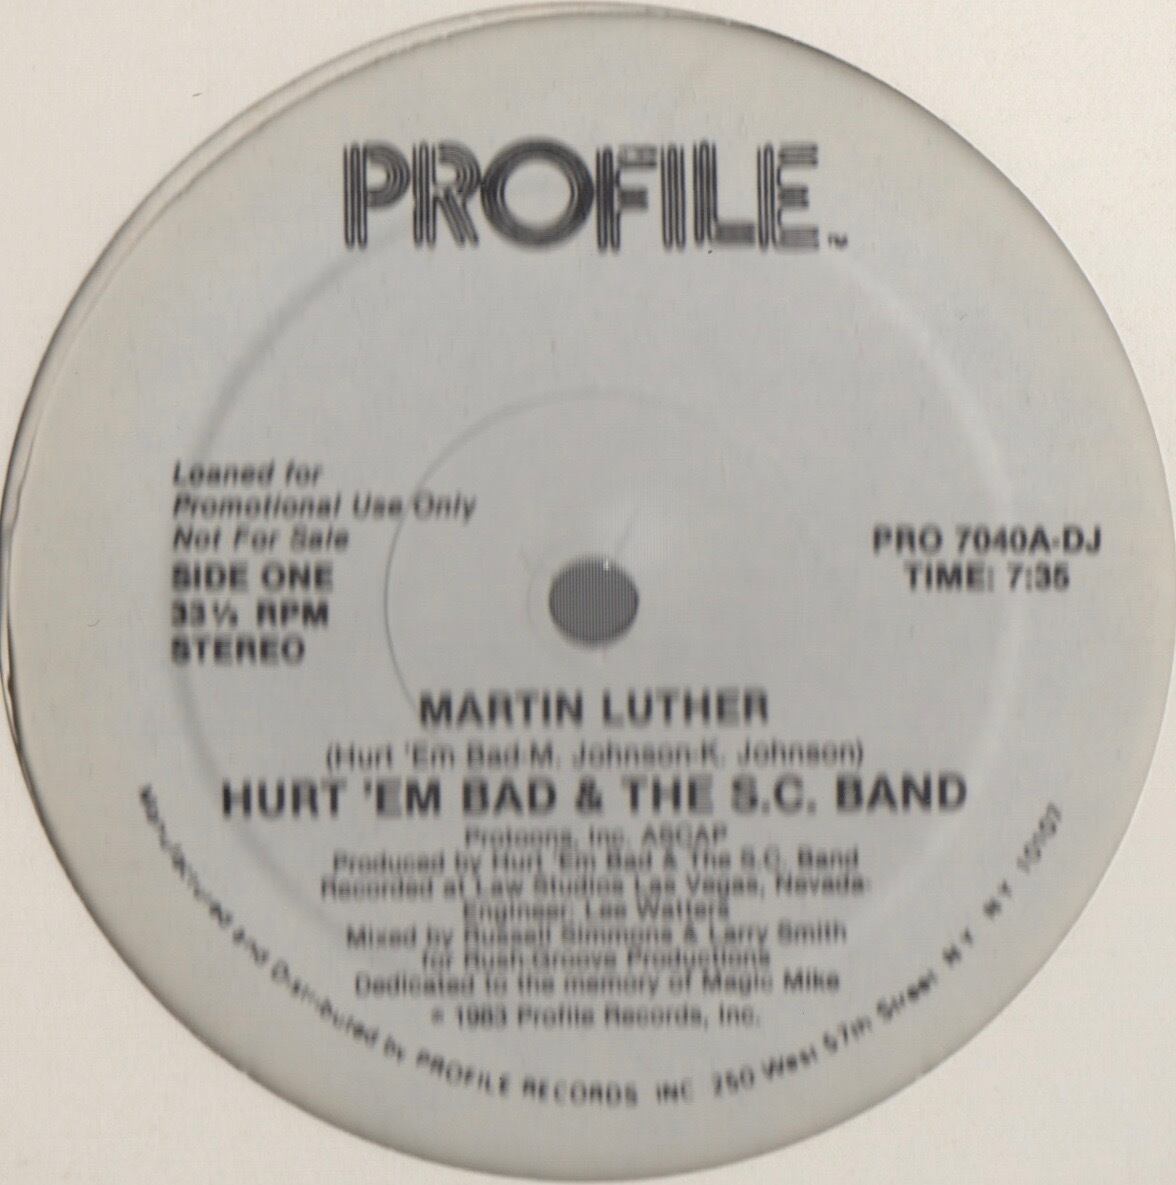 PROFILE™
Loaned for
Promotional Use Only
Not For Sale
SIDE ONE
33⅓ RPM
STEREO
PRO 7040A-DJ
TIME: 7:35
MARTIN LUTHER
(Hurt 'Em Bad-M. Johnson-K. Johnson)
HURT 'EM BAD & THE S.C. BAND
Protoons, Inc. ASCAP
Produced by Hurt 'Em Bad & The S.C. Band
Recorded at Law Studios Las Vegas, Nevada
Engineer: Lee Watters
Mixed by Russell Simmons & Larry Smith
for Rush-Groove Productions
Dedicated to the memory of Magic Mike
1983 Profile Records, Inc.
Manufactured and Distributed by PROFILE RECORDS INC 250 West 57th Street N Y N Y 10107